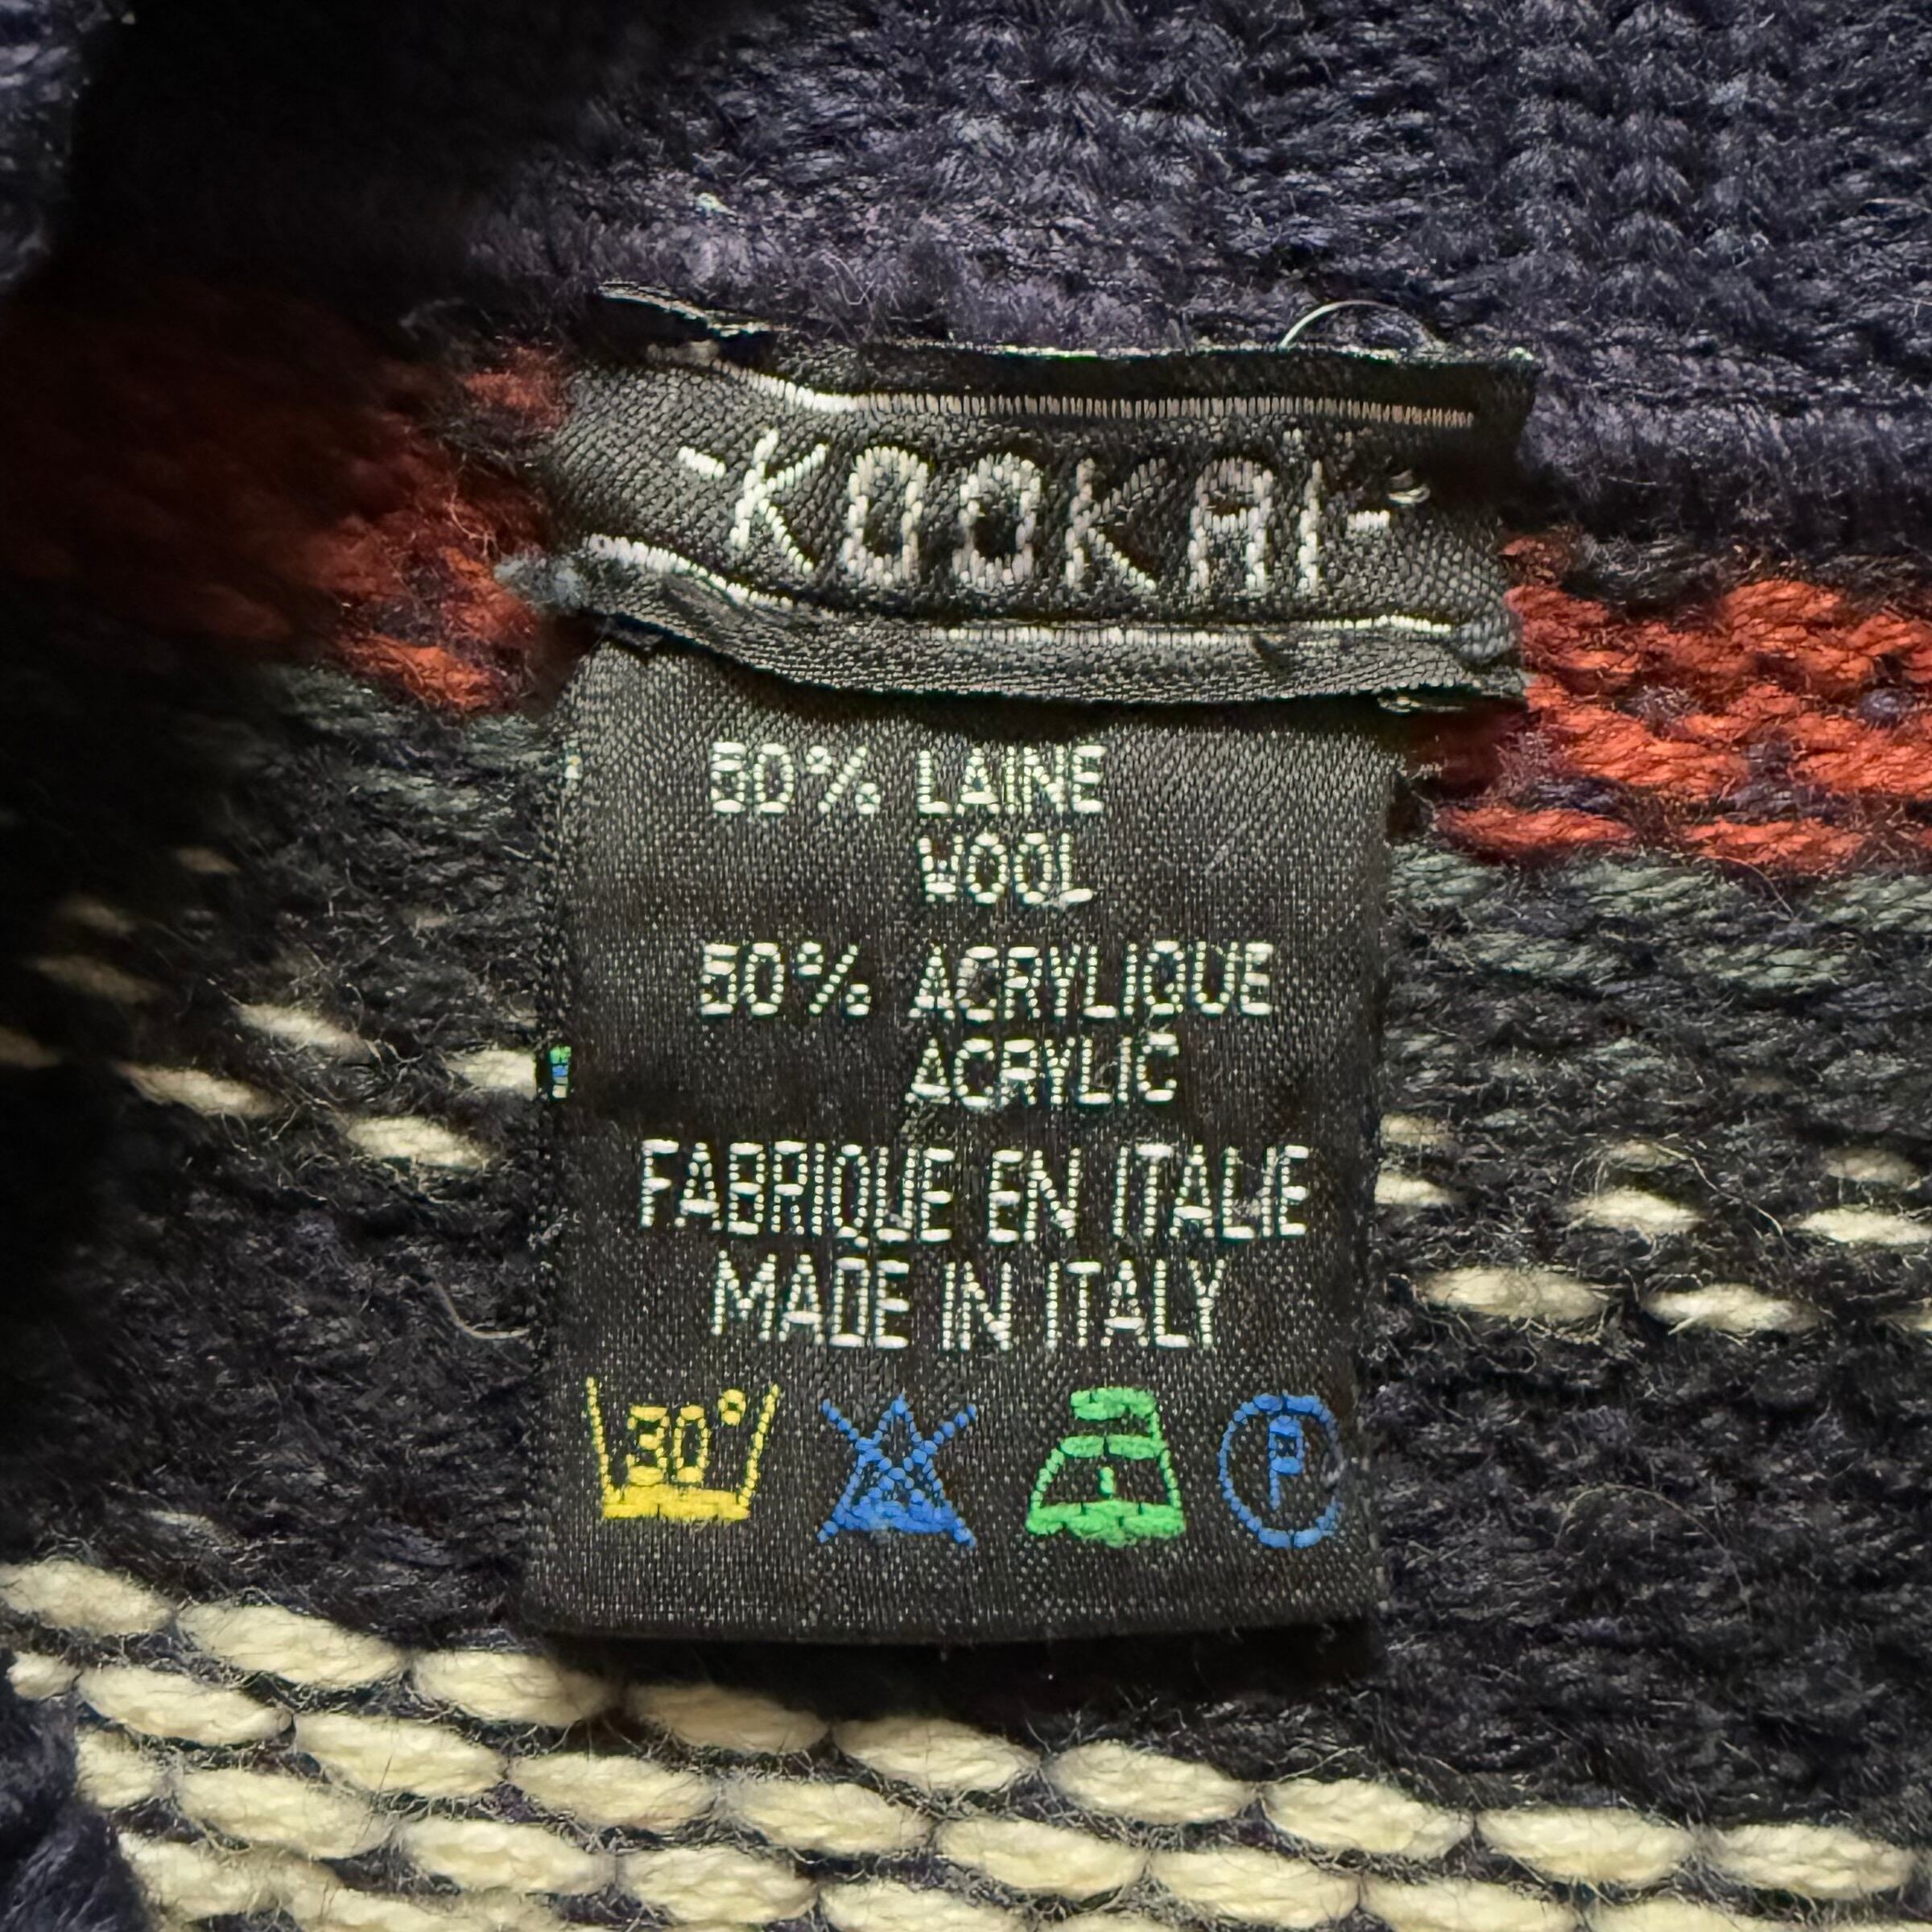 -KOOKAI-
50% LAINE
WOOL
50% ACRYLIQUE
ACRYLIC
FABRIQUE EN ITALIE
MADE IN ITALY
30° P